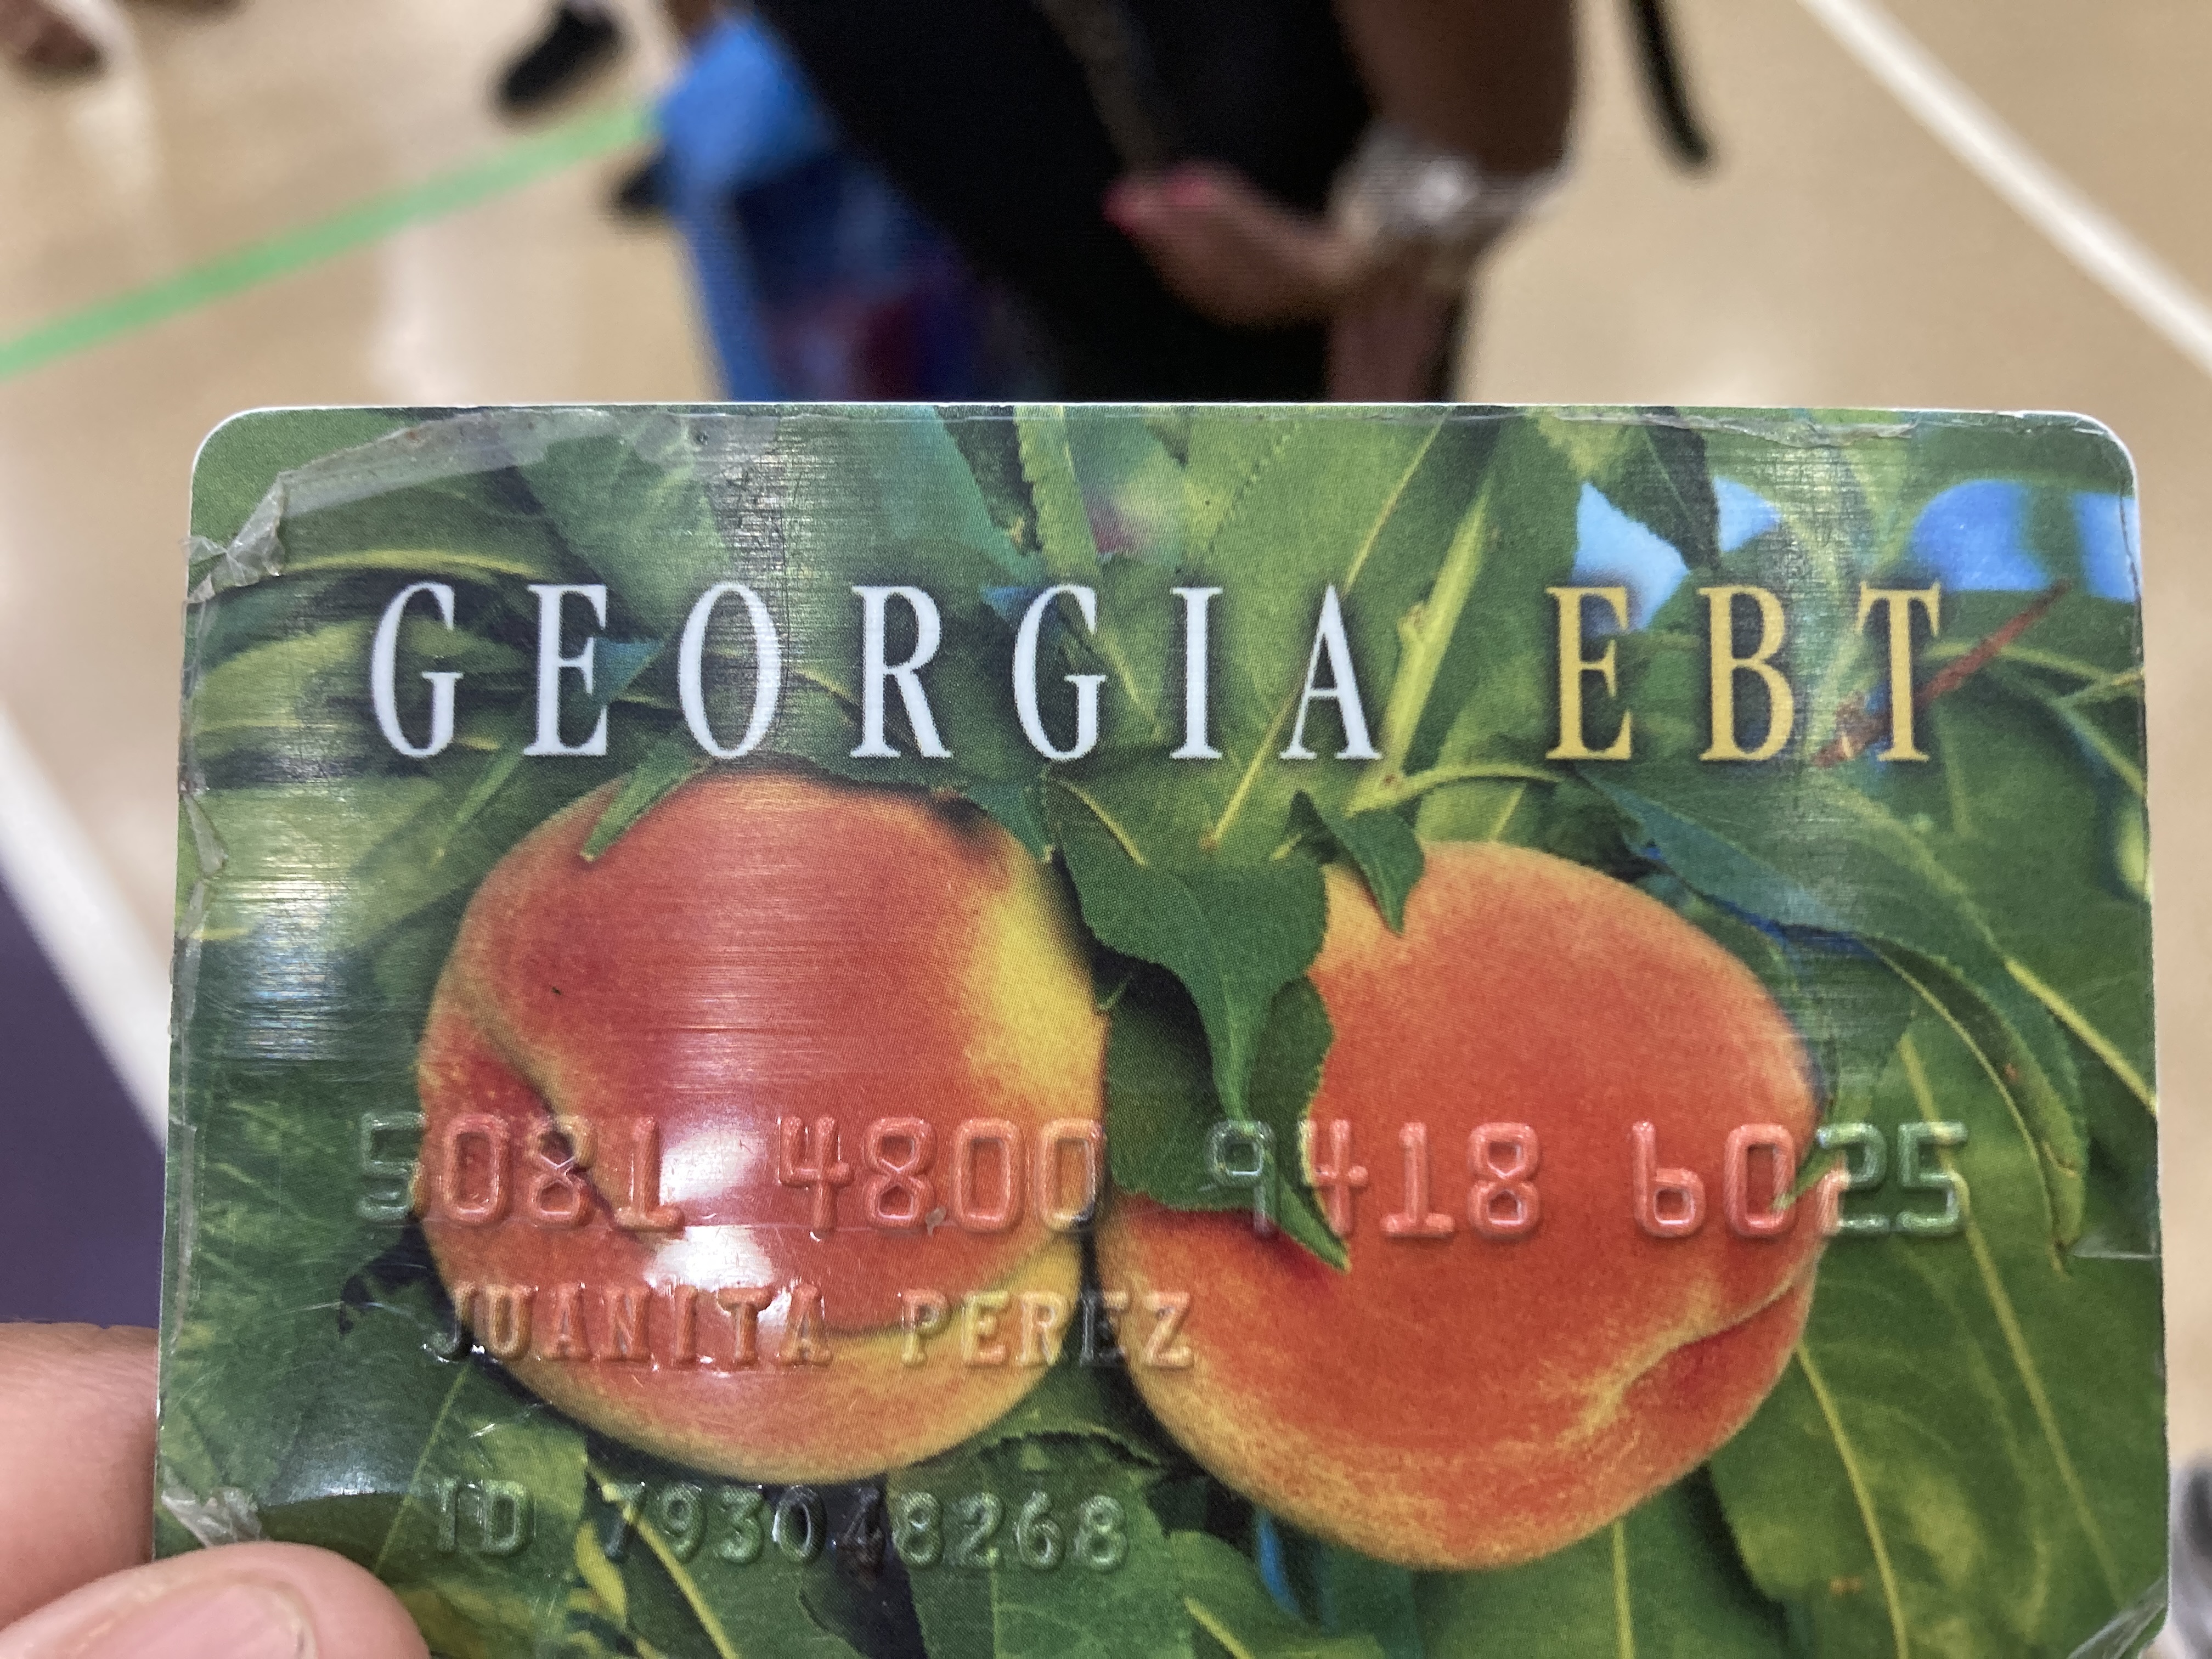 GEORGIA EBT
5081 4800 9418 6025
JUANITA PEREZ
ID 793048268